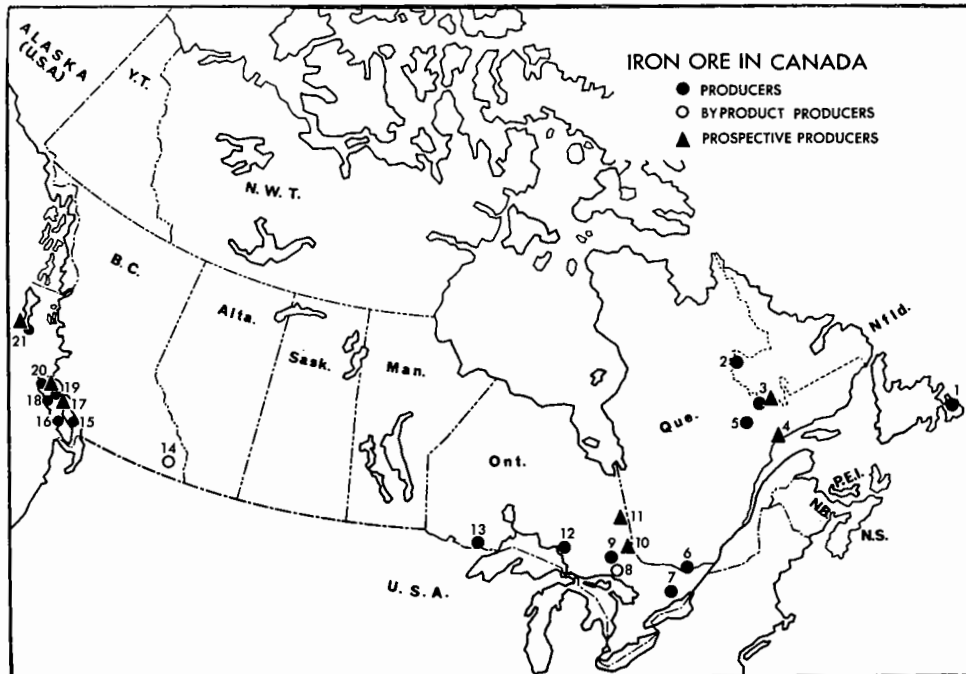 ALASKA
(U.S.A)
Y.T.
IRON ORE IN CANADA
PRODUCERS
BYPRODUCT PRODUCERS
PROSPECTIVE PRODUCERS
N.W.T.
B.C.
Alta.
Sask.
Man.
Ont.
Que.
Nfld.
P.E.I.
N.B.
N.S.
U.S.A.
21
20
19
18
17
16
15
14
13
12
11
10
9
8
7
6
5
4
3
2
1